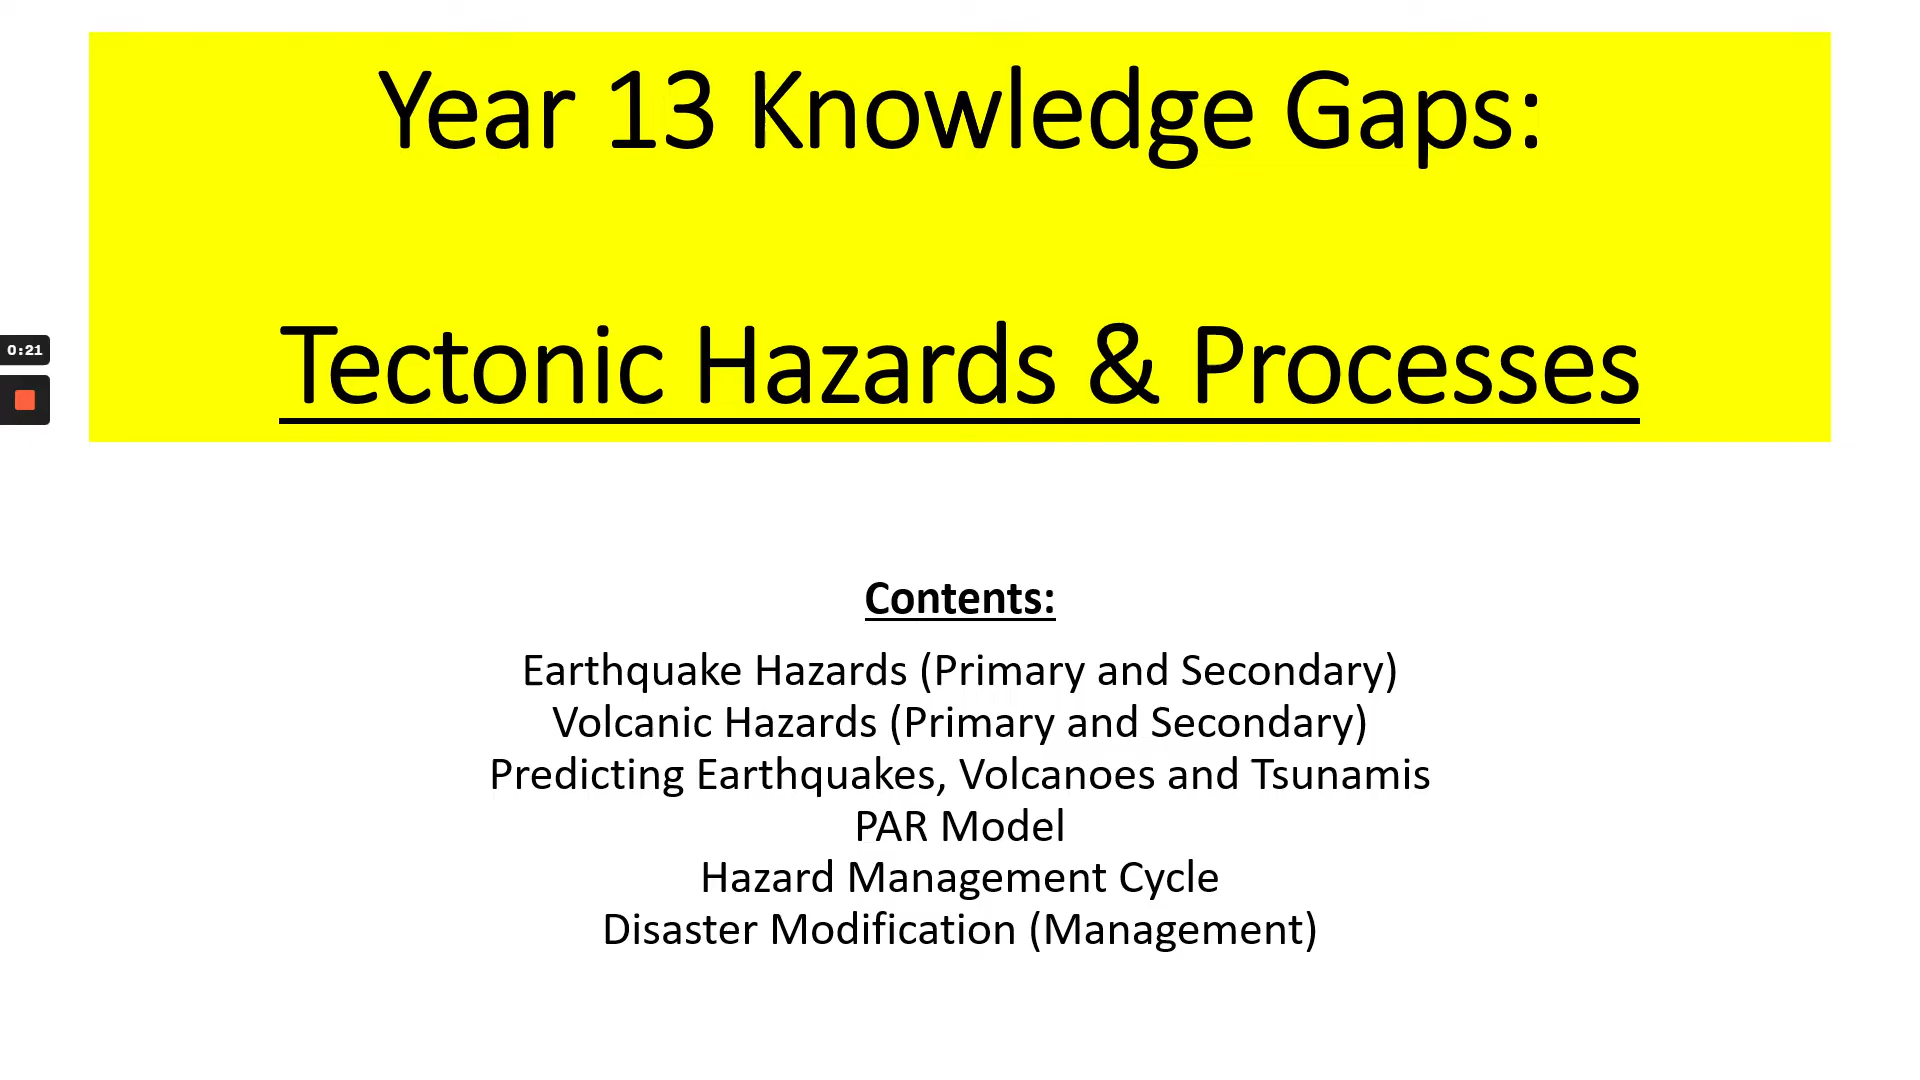 Year 13 Knowledge Gaps:
Tectonic Hazards & Processes
0:21
Contents:
Earthquake Hazards (Primary and Secondary)
Volcanic Hazards (Primary and Secondary)
Predicting Earthquakes, Volcanoes and Tsunamis
PAR Model
Hazard Management Cycle
Disaster Modification (Management)